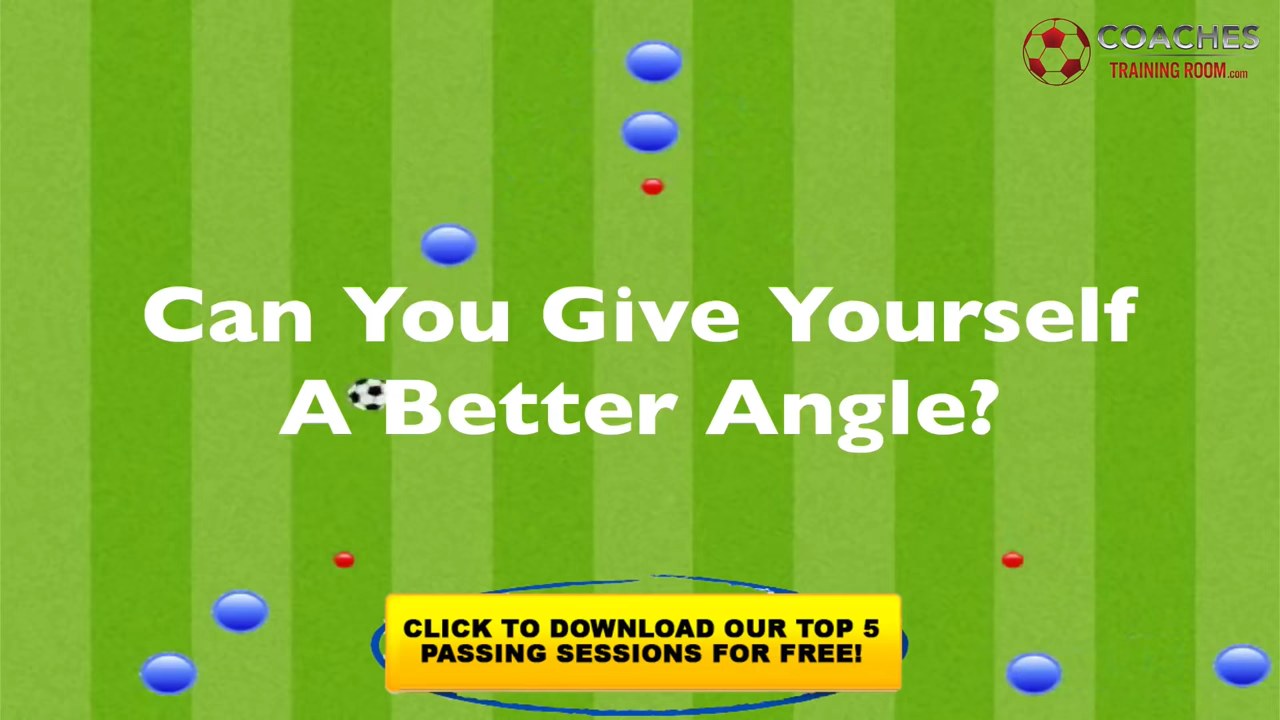 COACHES
TRAINING ROOM.com
Can You Give Yourself
A Better Angle?
CLICK TO DOWNLOAD OUR TOP 5
PASSING SESSIONS FOR FREE!